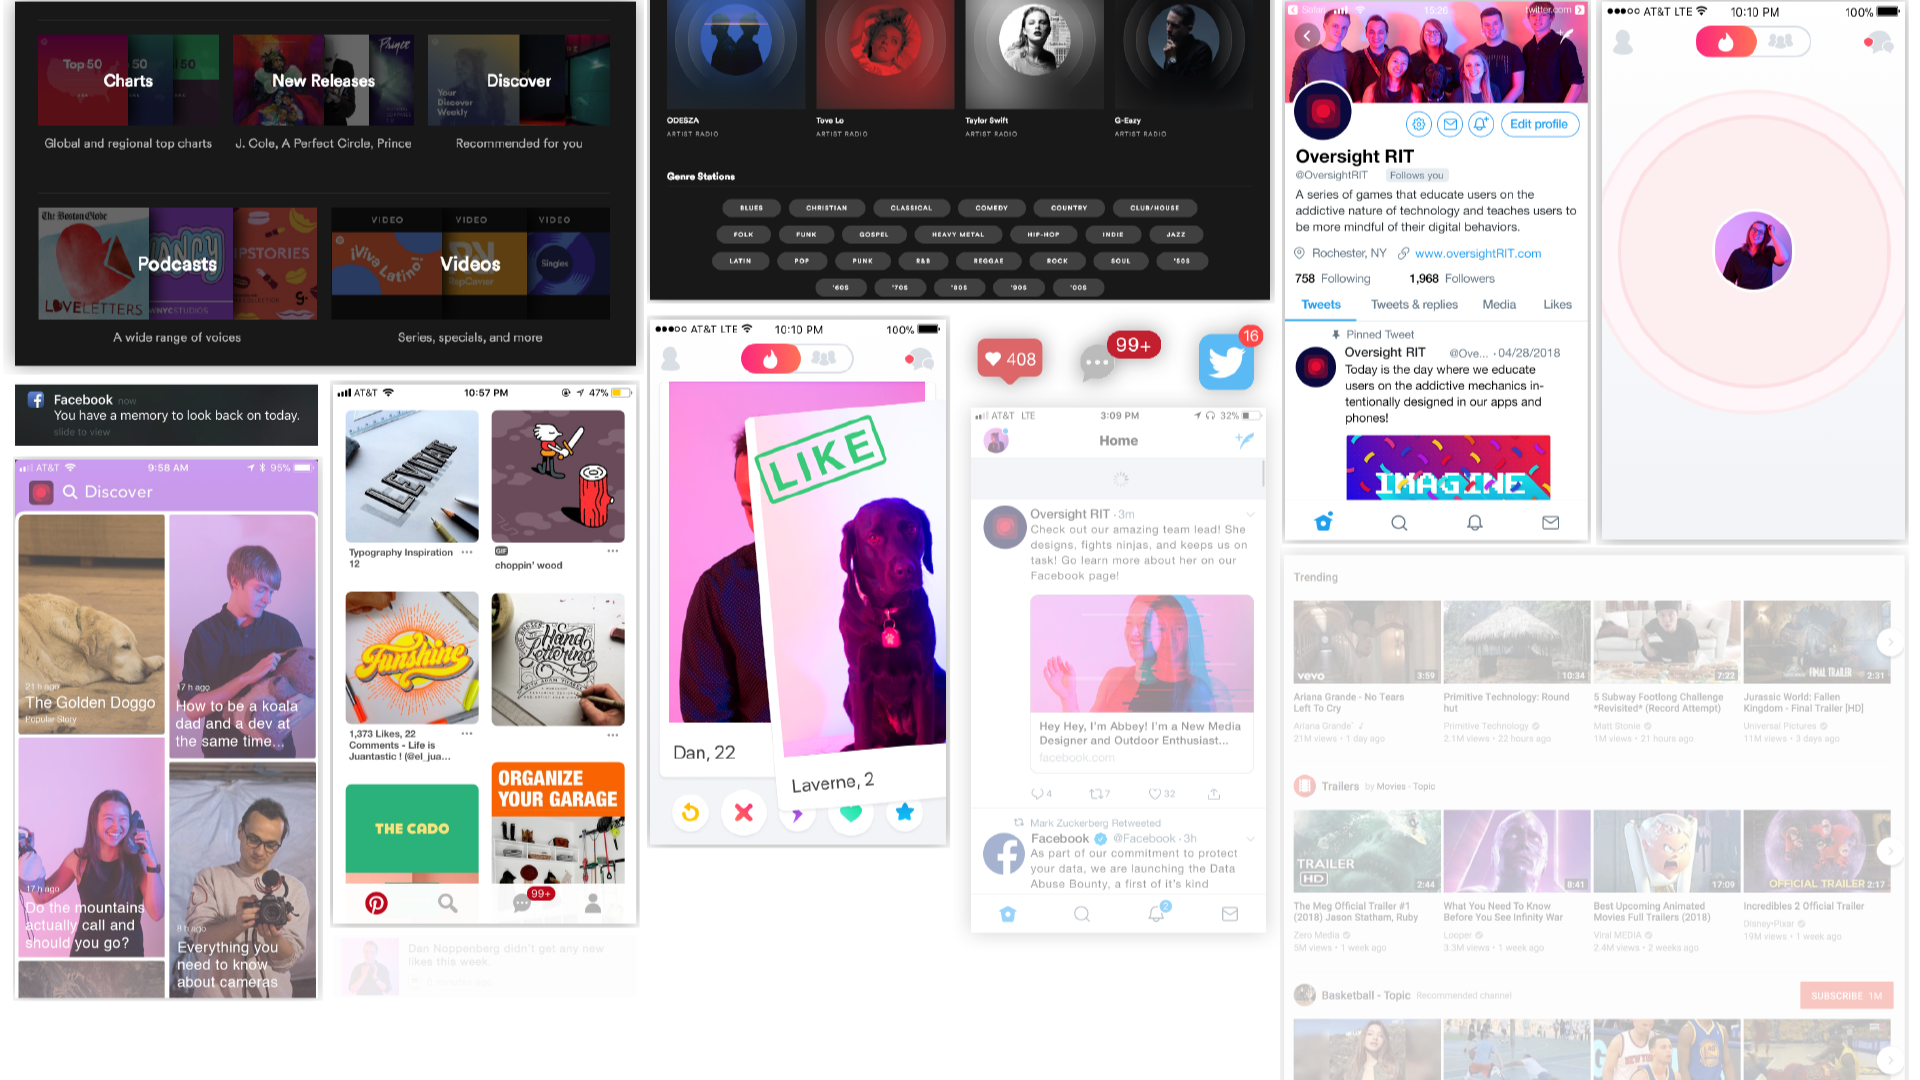 Top 50
50
50
Charts
New Releases
Prince
Your
Discover
Weekly
Discover
Global and regional top charts
J. Cole, A Perfect Circle, Prince
Recommended for you
The Boston Globe
LOVELETTERS
NANCY
WNYCSTUDIOS
IPSTORIES
Podcasts
VIDEO
VIDEO
VIDEO
¡Viva Latino!
RapCaviar
Singles
Videos
A wide range of voices
Series, specials, and more
ODESZA
ARTIST RADIO
Tove Lo
ARTIST RADIO
Taylor Swift
ARTIST RADIO
G-Eazy
ARTIST RADIO
Genre Stations
BLUES
CHRISTIAN
CLASSICAL
COMEDY
COUNTRY
CLUB/HOUSE
FOLK
FUNK
GOSPEL
HEAVY METAL
HIP-HOP
INDIE
JAZZ
LATIN
POP
PUNK
R&B
REGGAE
ROCK
SOUL
'50S
'60S
'70S
'80S
'90S
'00S
Safari
15:26
twitter.com
Edit profile
Oversight RIT
@OversightRIT
Follows you
A series of games that educate users on the
addictive nature of technology and teaches users to
be more mindful of their digital behaviors.
Rochester, NY
www.oversightRIT.com
758 Following
1,968 Followers
Tweets
Tweets & replies
Media
Likes
Pinned Tweet
Oversight RIT @Ove... · 04/28/2018
Today is the day where we educate
users on the addictive mechanics in-
tentionally designed in our apps and
phones!
IMAGINE
AT&T LTE
10:10 PM
100%
Facebook now
You have a memory to look back on today.
slide to view
AT&T
9:58 AM
95%
Discover
21 h ago
The Golden Doggo
Popular Story
17 h ago
How to be a koala
dad and a dev at
the same time...
17 h ago
Do the mountains
actually call and
should you go?
8 h ago
Everything you
need to know
about cameras
AT&T
10:57 PM
47%
LEVITATE
Typography Inspiration
12
GIF
choppin' wood
Funshine
Hand
Lettering
1,373 Likes, 22
Comments - Life is
Juantastic ! (@el_jua...
THE CADO
ORGANIZE
YOUR GARAGE
99+
Dan Noppenberg didn't get any new
likes this week.
AT&T LTE
10:10 PM
100%
LIKE
Dan, 22
Laverne, 2
408
99+
16
AT&T LTE
3:09 PM
32%
Home
Oversight RIT · 3m
Check out our amazing team lead! She
designs, fights ninjas, and keeps us on
task! Go learn more about her on our
Facebook page!
Hey Hey, I'm Abbey! I'm a New Media
Designer and Outdoor Enthusiast...
facebook.com
4
7
32
Mark Zuckerberg Retweeted
Facebook @Facebook · 3h
As part of our commitment to protect
your data, we are launching the Data
Abuse Bounty, a first of it's kind
2
Trending
vevo
3:59
10:34
7:22
FINAL TRAILER
2:31
Ariana Grande - No Tears
Left To Cry
Ariana Grande
21M views • 1 day ago
Primitive Technology: Round
hut
Primitive Technology
2.1M views • 22 hours ago
5 Subway Footlong Challenge
*Revisited* (Record Attempt)
Matt Stonie
1M views • 21 hours ago
Jurassic World: Fallen
Kingdom - Final Trailer [HD]
Universal Pictures
11M views • 3 days ago
Trailers by Movies - Topic
TRAILER
HD
2:44
8:41
17:09
OFFICIAL TRAILER
2:17
The Meg Official Trailer #1
(2018) Jason Statham, Ruby
Zero Media
5M views • 1 week ago
What You Need To Know
Before You See Infinity War
Looper
3.3M views • 1 week ago
Best Upcoming Animated
Movies Full Trailers (2018)
Viral MEDIA
2.4M views • 2 weeks ago
Incredibles 2 Official Trailer
Disney•Pixar
19M views • 1 week ago
Basketball - Topic
Recommended channel
SUBSCRIBE 1M